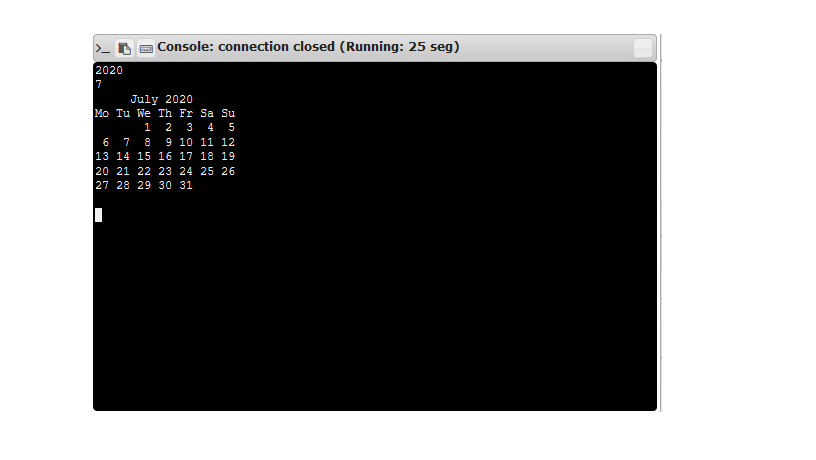 >_ Console: connection closed (Running: 25 seg)
2020
7
     July 2020
Mo Tu We Th Fr Sa Su
       1  2  3  4  5
 6  7  8  9 10 11 12
13 14 15 16 17 18 19
20 21 22 23 24 25 26
27 28 29 30 31